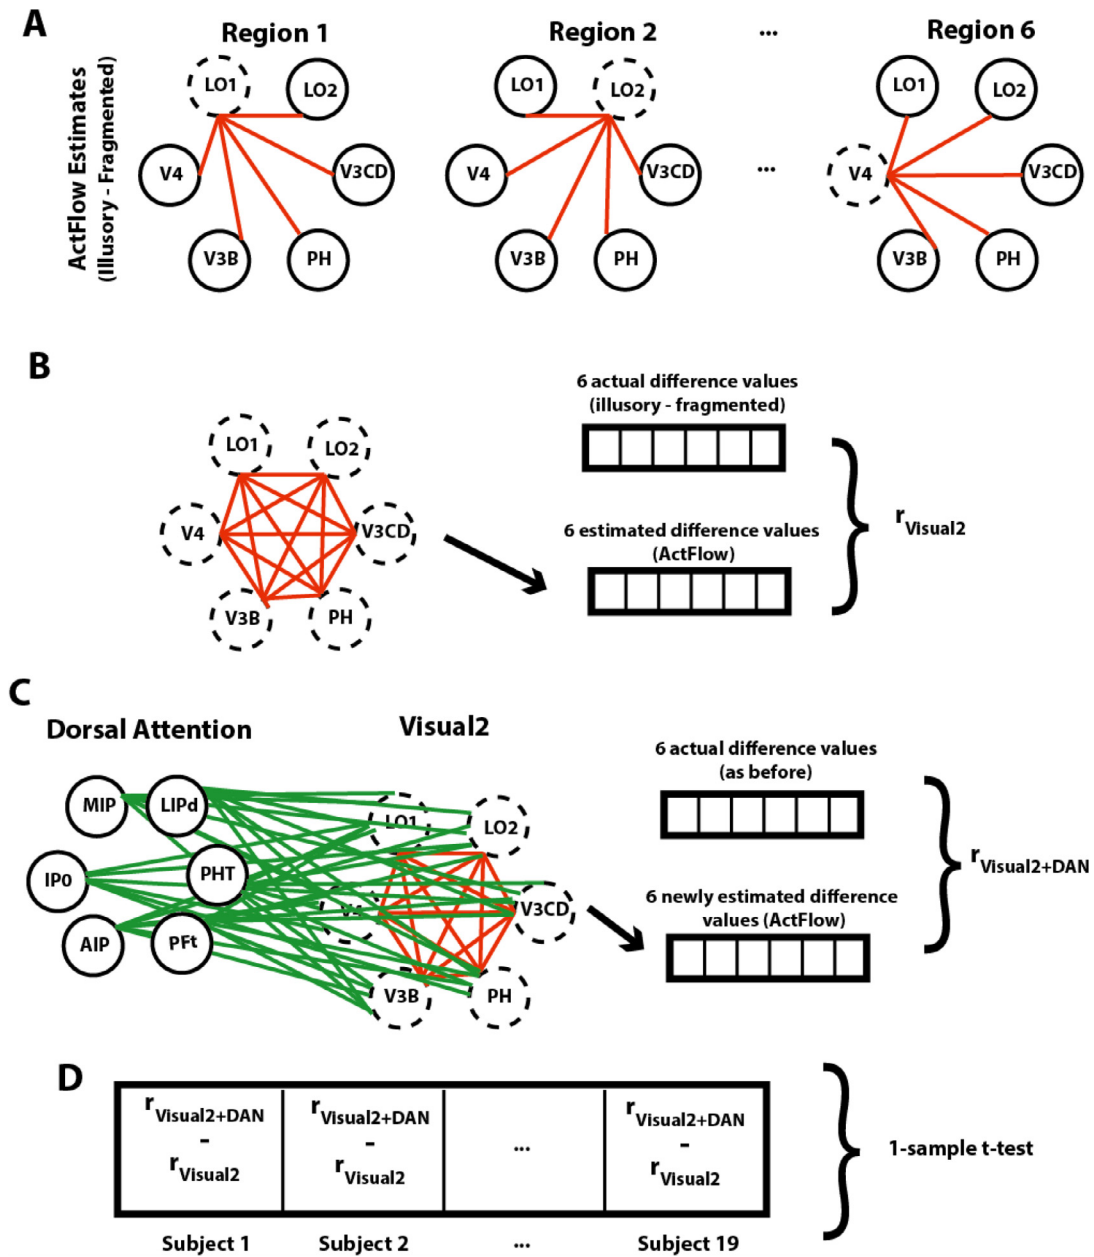 A
Region 1
Region 2
...
Region 6
ActFlow Estimates
(Illusory - Fragmented)
LO1
LO2
V4
V3CD
V3B
PH
LO1
LO2
V4
V3CD
V3B
PH
...
LO1
LO2
V4
V3CD
V3B
PH
B
LO1
LO2
V4
V3CD
V3B
PH
6 actual difference values
(illusory - fragmented)
6 estimated difference values
(ActFlow)
rVisual2
C
Dorsal Attention
Visual2
MIP
LIPd
IP0
PHT
AIP
PFt
LO1
LO2
V4
V3CD
V3B
PH
6 actual difference values
(as before)
6 newly estimated difference
values (ActFlow)
rVisual2+DAN
D
rVisual2+DAN
-
rVisual2
rVisual2+DAN
-
rVisual2
...
rVisual2+DAN
-
rVisual2
1-sample t-test
Subject 1
Subject 2
...
Subject 19